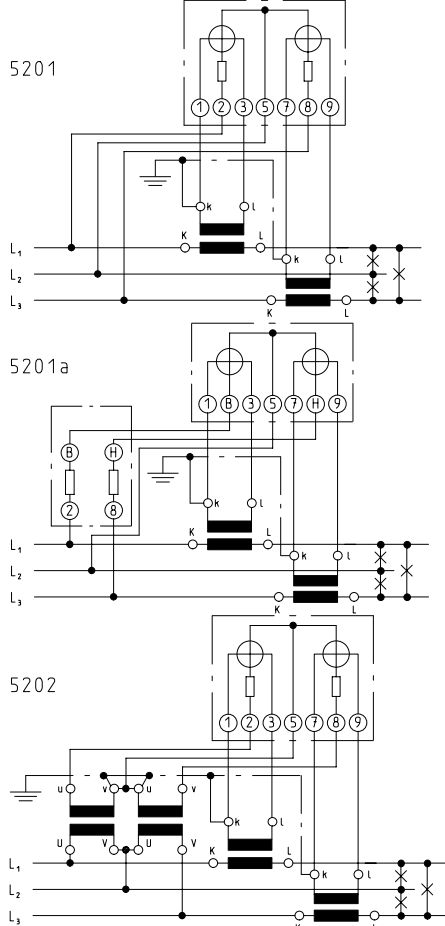 5201
1 2 3 5 7 8 9
k l
K L
L1
k l
L2
L3
K L
5201a
1 B 3 5 7 H 9
B H
k l
2 8
K L
L1
k l
L2
L3
K L
5202
1 2 3 5 7 8 9
u v u v
k l
U V U V
K L
L1
k l
L2
L3
K L